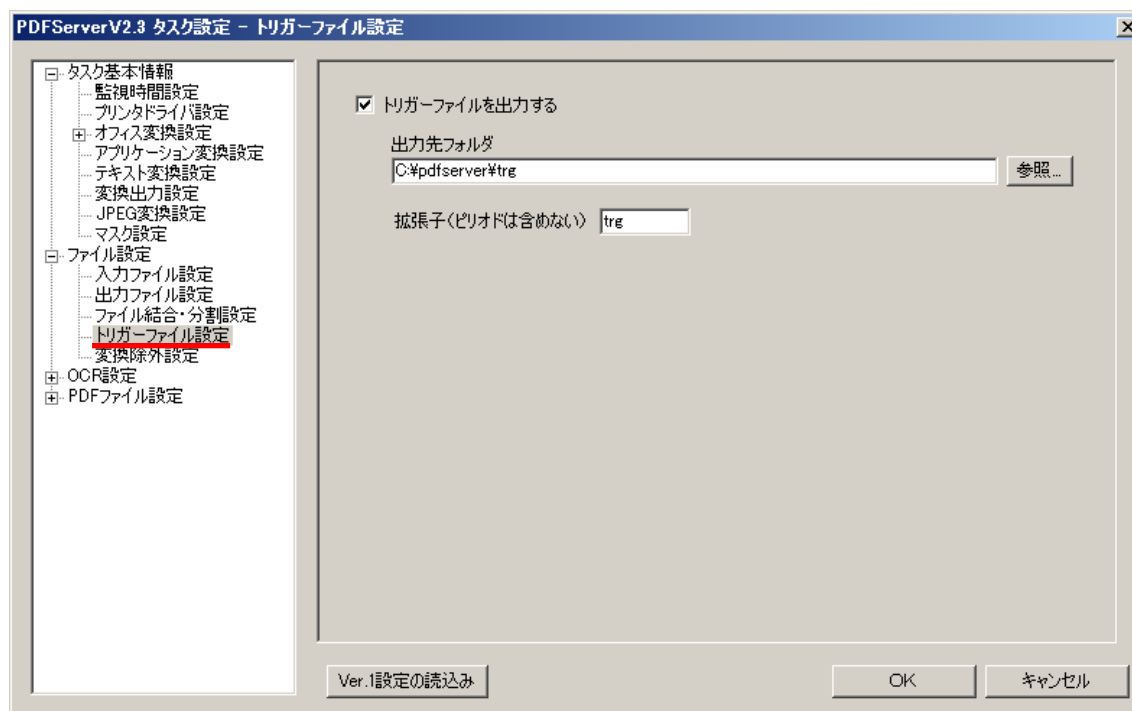 PDFServerV2.3 タスク設定 - トリガーファイル設定
タスク基本情報
監視時間設定
プリンタドライバ設定
オフィス変換設定
アプリケーション変換設定
テキスト変換設定
変換出力設定
JPEG変換設定
マスク設定
ファイル設定
入力ファイル設定
出力ファイル設定
ファイル結合・分割設定
トリガーファイル設定
変換除外設定
OCR設定
PDFファイル設定
トリガーファイルを出力する
出力先フォルダ
C:¥pdfserver¥trg
参照...
拡張子(ピリオドは含めない) trg
Ver.1設定の読込み
OK
キャンセル